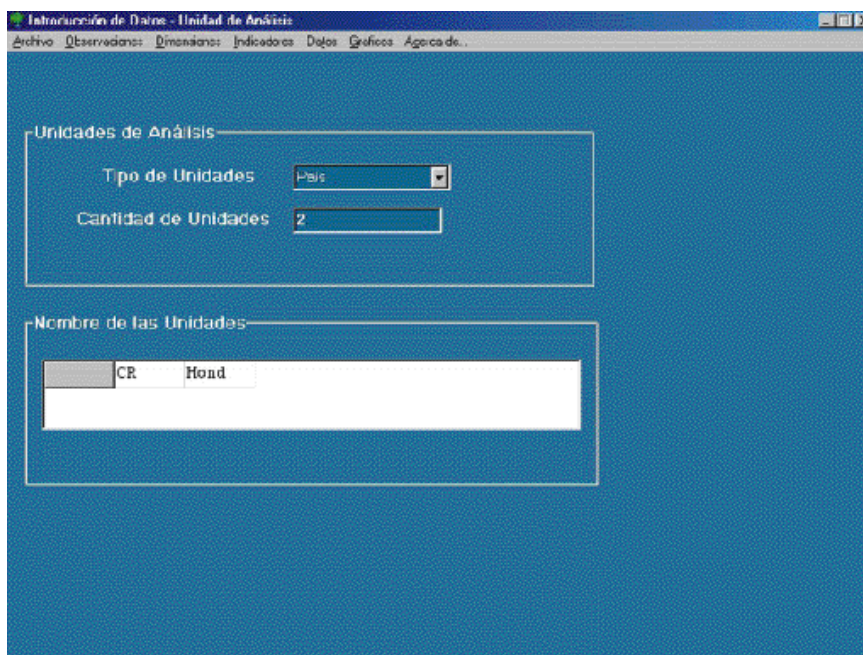 Introducción de Datos - Unidad de Análisis
Archivo Observaciones Dimensiones Indicadores Datos Gráficos Acerca de...
Unidades de Análisis
Tipo de Unidades País
Cantidad de Unidades 2
Nombre de las Unidades
CR Hond